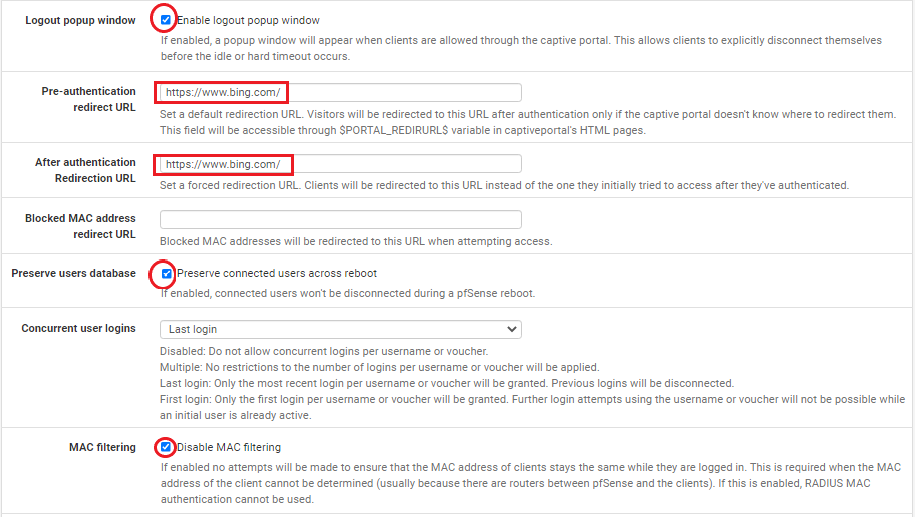 Logout popup window
Enable logout popup window
If enabled, a popup window will appear when clients are allowed through the captive portal. This allows clients to explicitly disconnect themselves
before the idle or hard timeout occurs.
Pre-authentication
redirect URL
https://www.bing.com/
Set a default redirection URL. Visitors will be redirected to this URL after authentication only if the captive portal doesn't know where to redirect them.
This field will be accessible through $PORTAL_REDIRURL$ variable in captiveportal's HTML pages.
After authentication
Redirection URL
https://www.bing.com/
Set a forced redirection URL. Clients will be redirected to this URL instead of the one they initially tried to access after they've authenticated.
Blocked MAC address
redirect URL
Blocked MAC addresses will be redirected to this URL when attempting access.
Preserve users database
Preserve connected users across reboot
If enabled, connected users won't be disconnected during a pfSense reboot.
Concurrent user logins
Last login
Disabled: Do not allow concurrent logins per username or voucher.
Multiple: No restrictions to the number of logins per username or voucher will be applied.
Last login: Only the most recent login per username or voucher will be granted. Previous logins will be disconnected.
First login: Only the first login per username or voucher will be granted. Further login attempts using the username or voucher will not be possible while
an initial user is already active.
MAC filtering
Disable MAC filtering
If enabled no attempts will be made to ensure that the MAC address of clients stays the same while they are logged in. This is required when the MAC
address of the client cannot be determined (usually because there are routers between pfSense and the clients). If this is enabled, RADIUS MAC
authentication cannot be used.